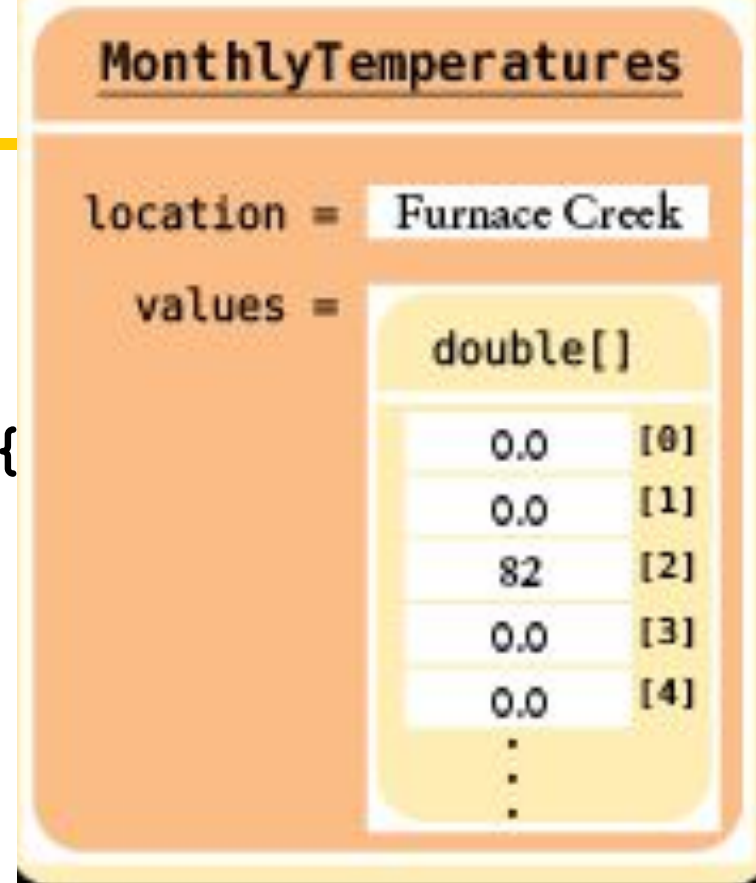 MonthlyTemperatures
location = Furnace Creek
values =
double[]
{
0.0 [0]
0.0 [1]
82 [2]
0.0 [3]
0.0 [4]